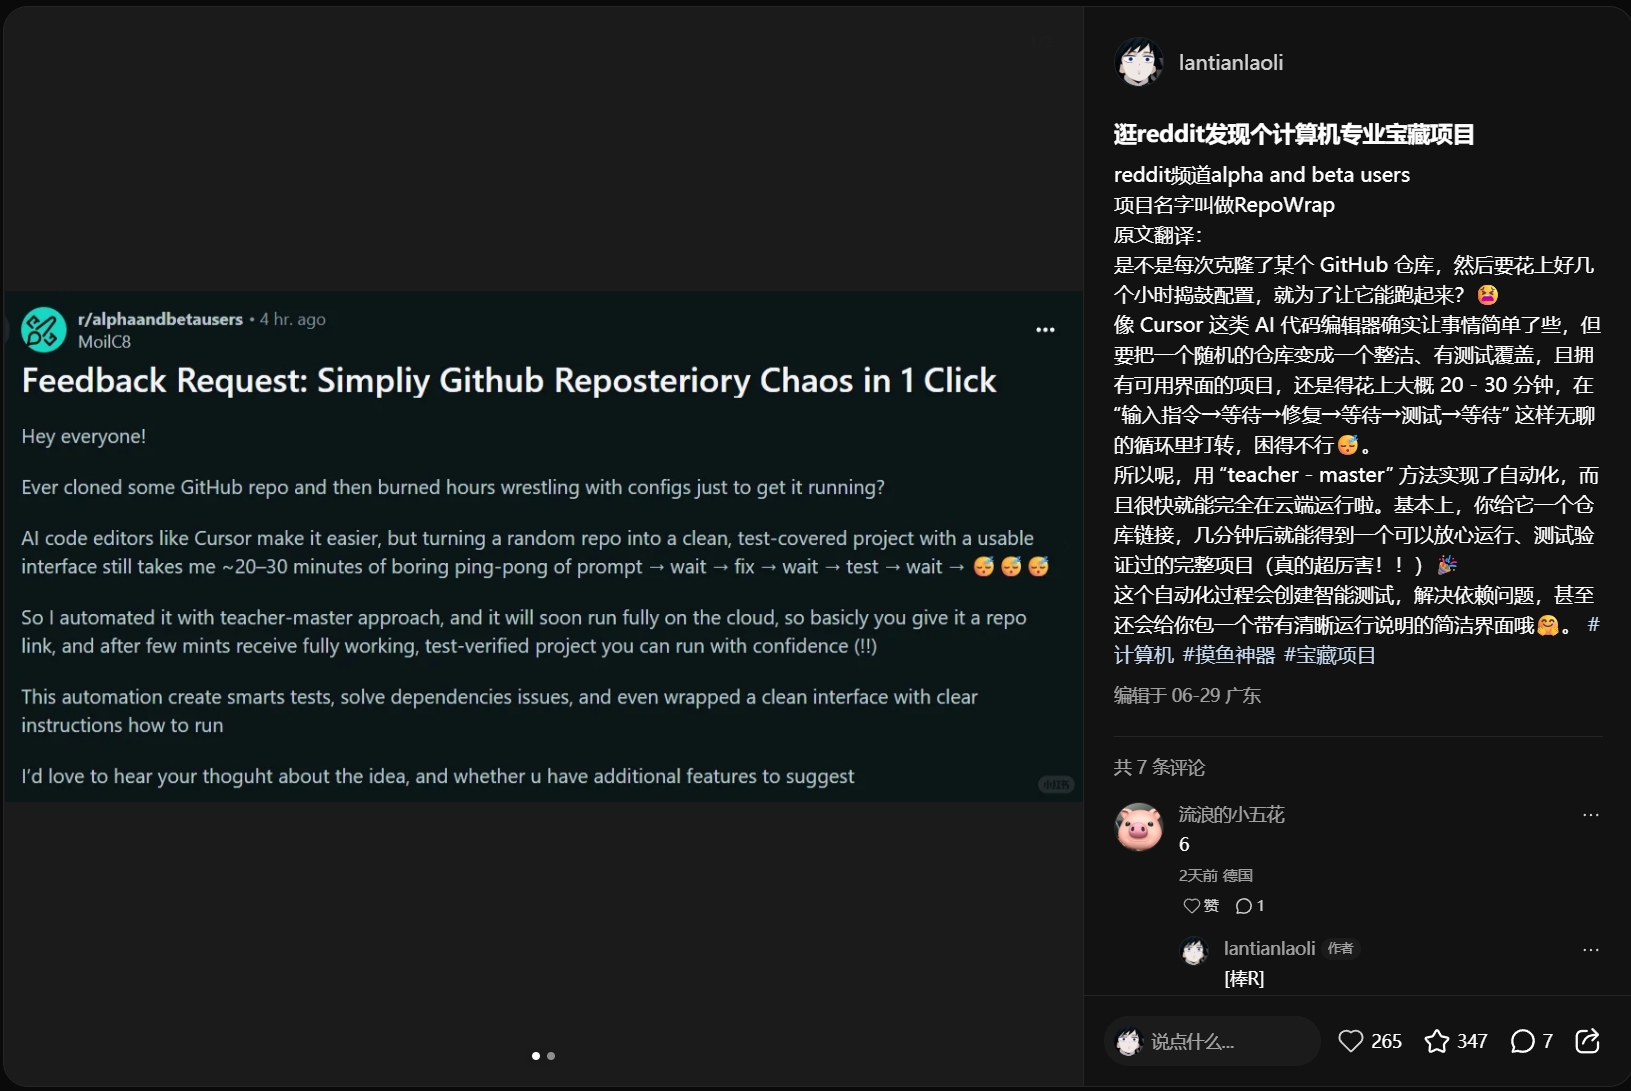 r/alphaandbetausers • 4 hr. ago
MoilC8
Feedback Request: Simpliy Github Reposteriory Chaos in 1 Click
Hey everyone!
Ever cloned some GitHub repo and then burned hours wrestling with configs just to get it running?
AI code editors like Cursor make it easier, but turning a random repo into a clean, test-covered project with a usable
interface still takes me ~20–30 minutes of boring ping-pong of prompt → wait → fix → wait → test → wait → 😴 😴 😴
So I automated it with teacher-master approach, and it will soon run fully on the cloud, so basicly you give it a repo
link, and after few mints receive fully working, test-verified project you can run with confidence (!!)
This automation create smarts tests, solve dependencies issues, and even wrapped a clean interface with clear
instructions how to run
I'd love to hear your thoguht about the idea, and whether u have additional features to suggest
小红书
lantianlaoli
逛reddit发现个计算机专业宝藏项目
reddit频道alpha and beta users
项目名字叫做RepoWrap
原文翻译：
是不是每次克隆了某个 GitHub 仓库，然后要花上好几
个小时捣鼓配置，就为了让它能跑起来？😫
像 Cursor 这类 AI 代码编辑器确实让事情简单了些，但
要把一个随机的仓库变成一个整洁、有测试覆盖，且拥
有可用界面的项目，还是得花上大概 20 - 30 分钟，在
“输入指令→等待→修复→等待→测试→等待” 这样无聊
的循环里打转，困得不行😴。
所以呢，用 “teacher - master” 方法实现了自动化，而
且很快就能完全在云端运行啦。基本上，你给它一个仓
库链接，几分钟后就能得到一个可以放心运行、测试验
证过的完整项目（真的超厉害！！）🎉
这个自动化过程会创建智能测试，解决依赖问题，甚至
还会给你包一个带有清晰运行说明的简洁界面哦🤗。 #
计算机 #摸鱼神器 #宝藏项目
编辑于 06-29 广东
共 7 条评论
流浪的小五花
6
2天前 德国
赞 1
lantianlaoli 作者
[棒R]
说点什么...
265 347 7